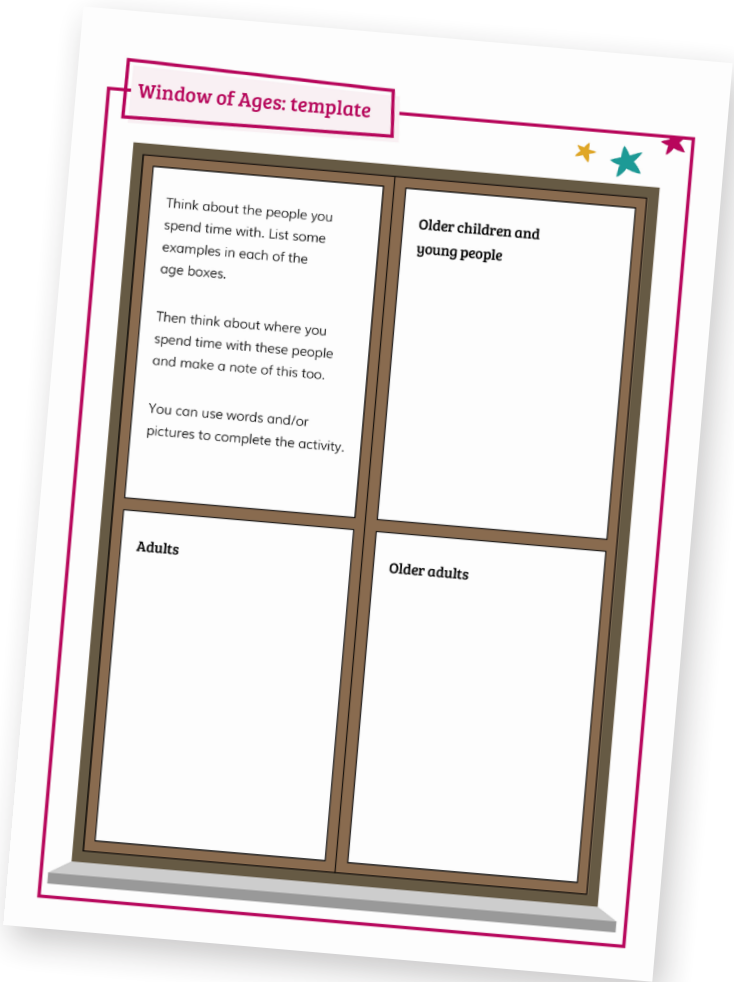 Window of Ages: template
Think about the people you
spend time with. List some
examples in each of the
age boxes.
Then think about where you
spend time with these people
and make a note of this too.
You can use words and/or
pictures to complete the activity.
Older children and
young people
Adults
Older adults